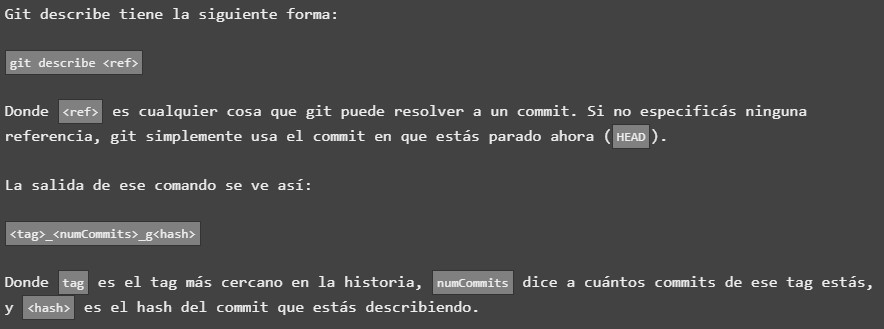 Git describe tiene la siguiente forma:
git describe <ref>
Donde <ref> es cualquier cosa que git puede resolver a un commit. Si no especificás ninguna
referencia, git simplemente usa el commit en que estás parado ahora (HEAD).
La salida de ese comando se ve así:
<tag>_<numCommits>_g<hash>
Donde tag es el tag más cercano en la historia, numCommits dice a cuántos commits de ese tag estás,
y <hash> es el hash del commit que estás describiendo.